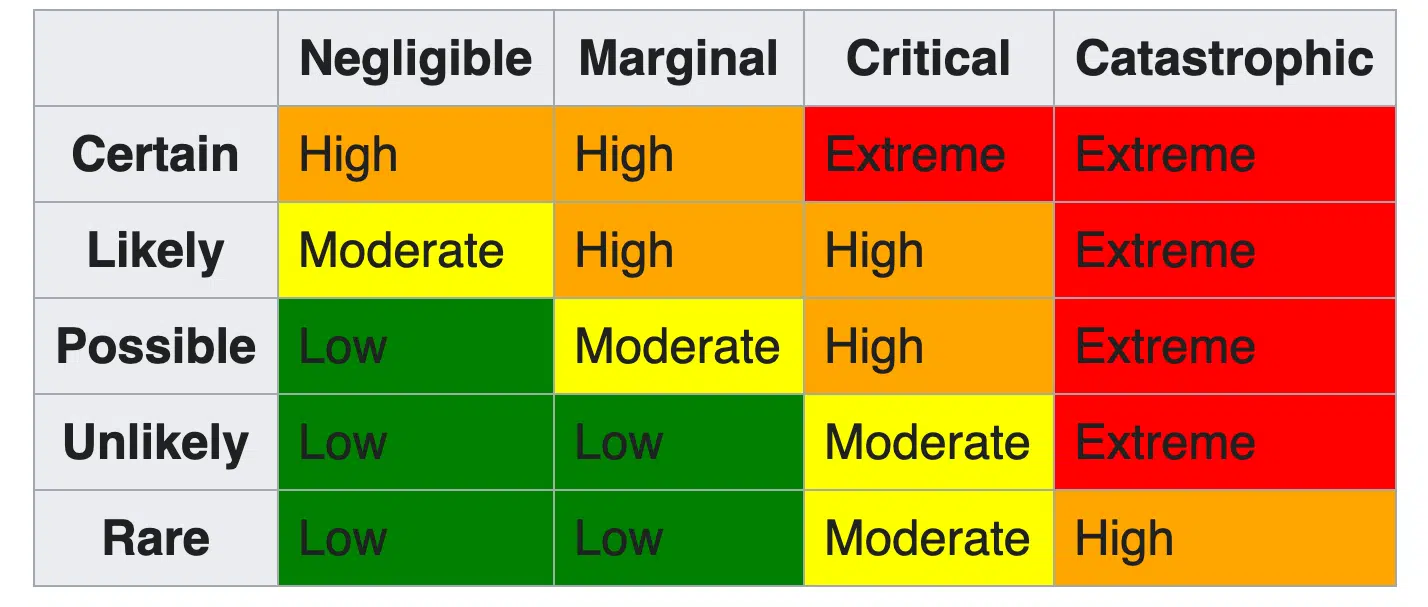 Negligible Marginal Critical Catastrophic
Certain High High Extreme Extreme
Likely Moderate High High Extreme
Possible Low Moderate High Extreme
Unlikely Low Low Moderate Extreme
Rare Low Low Moderate High